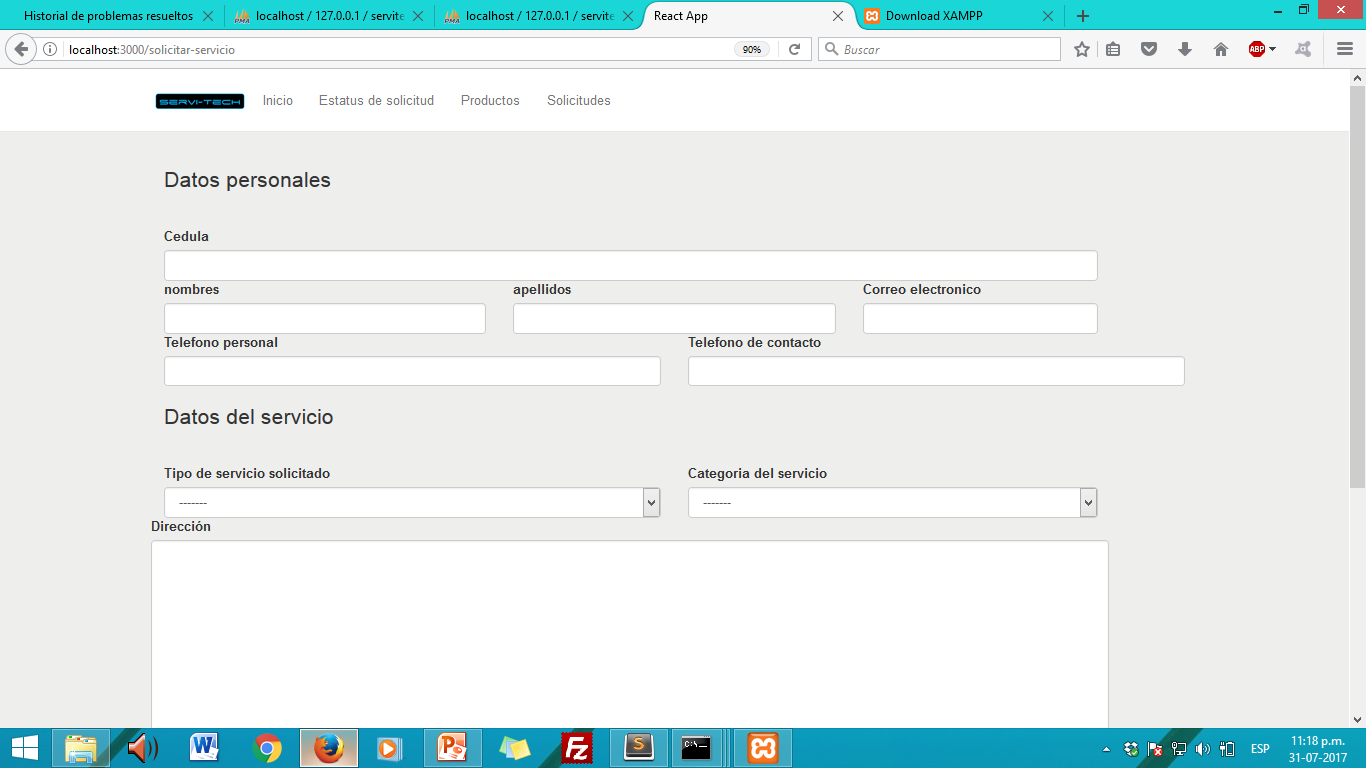 Historial de problemas resueltos localhost / 127.0.0.1 / servite localhost / 127.0.0.1 / servite React App Download XAMPP
localhost:3000/solicitar-servicio 90% Buscar ABP
SERVI-TECH Inicio Estatus de solicitud Productos Solicitudes
Datos personales
Cedula
nombres apellidos Correo electronico
Telefono personal Telefono de contacto
Datos del servicio
Tipo de servicio solicitado Categoria del servicio
------- -------
Dirección
ESP 11:18 p.m.
31-07-2017